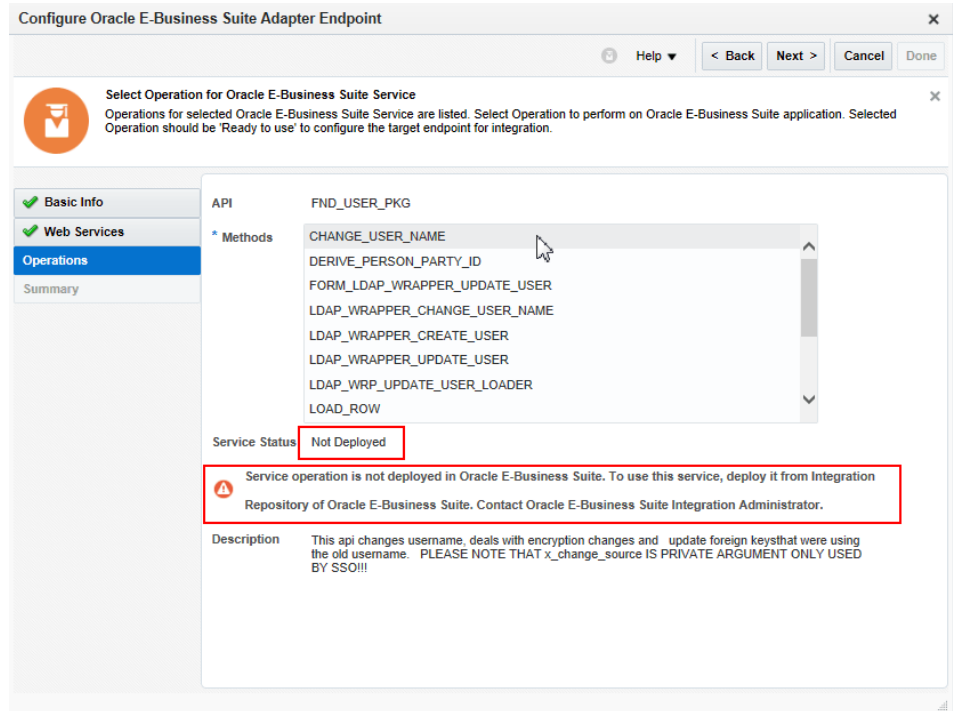 Configure Oracle E-Business Suite Adapter Endpoint
Help
< Back
Next >
Cancel
Done
Select Operation for Oracle E-Business Suite Service
Operations for selected Oracle E-Business Suite Service are listed. Select Operation to perform on Oracle E-Business Suite application. Selected
Operation should be 'Ready to use' to configure the target endpoint for integration.
Basic Info
Web Services
Operations
Summary
API FND_USER_PKG
* Methods
CHANGE_USER_NAME
DERIVE_PERSON_PARTY_ID
FORM_LDAP_WRAPPER_UPDATE_USER
LDAP_WRAPPER_CHANGE_USER_NAME
LDAP_WRAPPER_CREATE_USER
LDAP_WRAPPER_UPDATE_USER
LDAP_WRP_UPDATE_USER_LOADER
LOAD_ROW
Service Status Not Deployed
Service operation is not deployed in Oracle E-Business Suite. To use this service, deploy it from Integration
Repository of Oracle E-Business Suite. Contact Oracle E-Business Suite Integration Administrator.
Description This api changes username, deals with encryption changes and update foreign keysthat were using
the old username. PLEASE NOTE THAT x_change_source IS PRIVATE ARGUMENT ONLY USED
BY SSO!!!